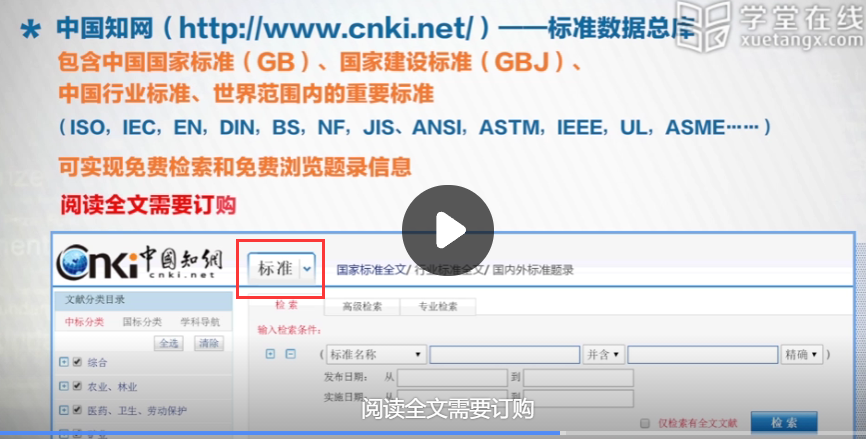 * 中国知网（http://www.cnki.net/）——标准数据总库
学堂在线
xuetangx.com
包含中国国家标准（GB）、国家建设标准（GBJ）、
中国行业标准、世界范围内的重要标准
（ISO，IEC，EN，DIN，BS，NF，JIS、ANSI，ASTM，IEEE，UL，ASME……）
可实现免费检索和免费浏览题录信息
阅读全文需要订购
Cnki中国知网
cnki.net
标准
国家标准全文/ 行业标准全文/ 国内外标准题录
文献分类目录
中标分类 国标分类 学科导航
全选 清除
综合
农业、林业
医药、卫生、劳动保护
检索 高级检索 专业检索
输入检索条件：
（ 标准名称 并含 精确 ）
发布日期： 从 到
实施日期： 从 到
仅检索有全文文献 检索
阅读全文需要订购